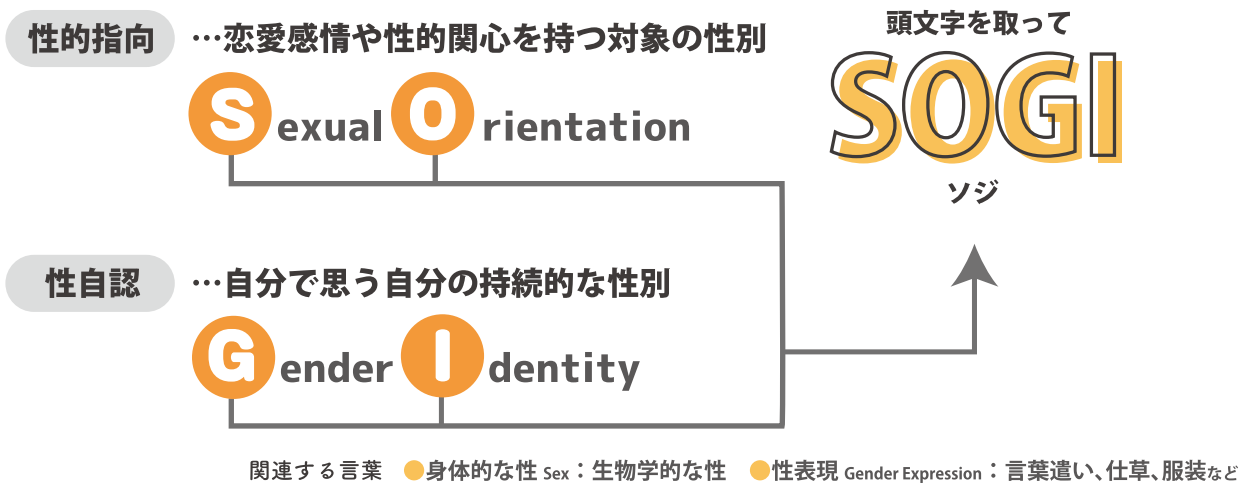 性的指向 …恋愛感情や性的関心を持つ対象の性別
Sexual Orientation
頭文字を取って
SOGI
ソジ
性自認 …自分で思う自分の持続的な性別
Gender Identity
関連する言葉 ●身体的な性 Sex:生物学的な性 ●性表現 Gender Expression:言葉遣い、仕草、服装など